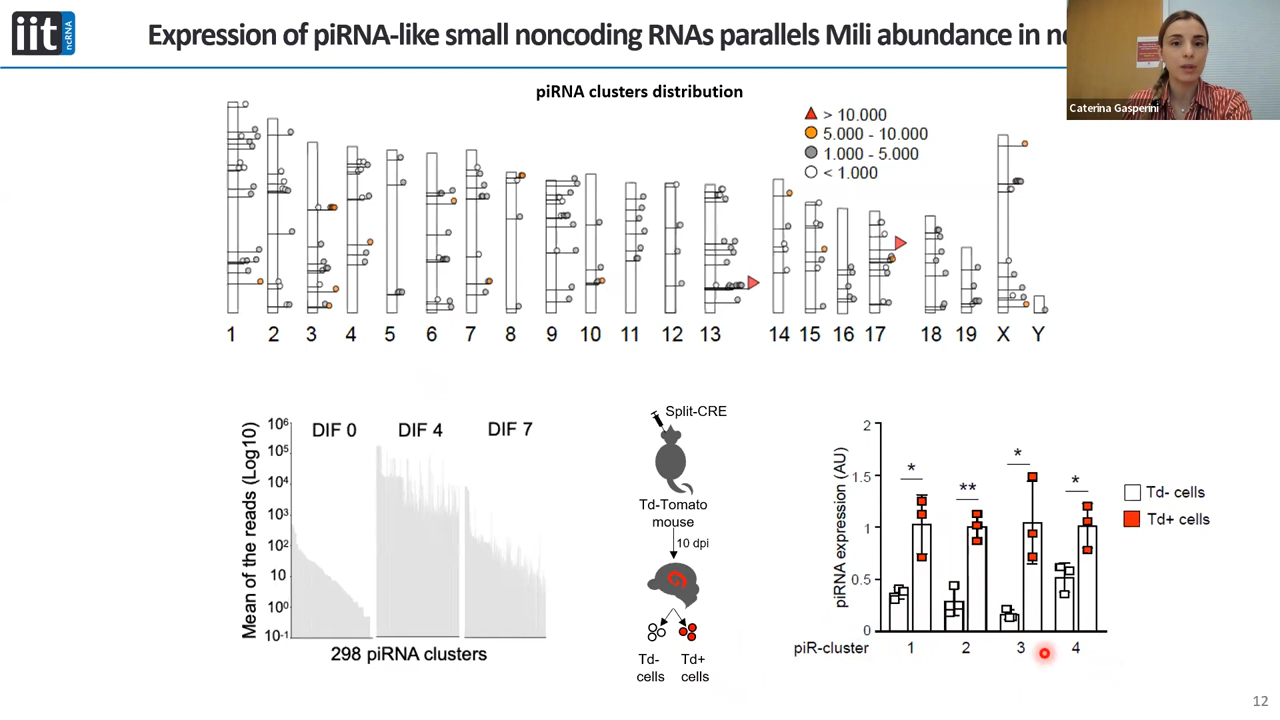 iit
ncRNA
Expression of piRNA-like small noncoding RNAs parallels Mili abundance in
Caterina Gasperini
piRNA clusters distribution
> 10.000
5.000 - 10.000
1.000 - 5.000
< 1.000
1 2 3 4 5 6 7 8 9 10 11 12 13 14 15 16 17 18 19 X Y
Mean of the reads (Log10)
10⁶
10⁵
10⁴
10³
10²
10
10⁰
10⁻¹
DIF 0 DIF 4 DIF 7
298 piRNA clusters
Split-CRE
Td-Tomato
mouse
10 dpi
Td-
cells
Td+
cells
piRNA expression (AU)
2
1.5
1
0.5
0
* ** * *
piR-cluster 1 2 3 4
Td- cells
Td+ cells
12